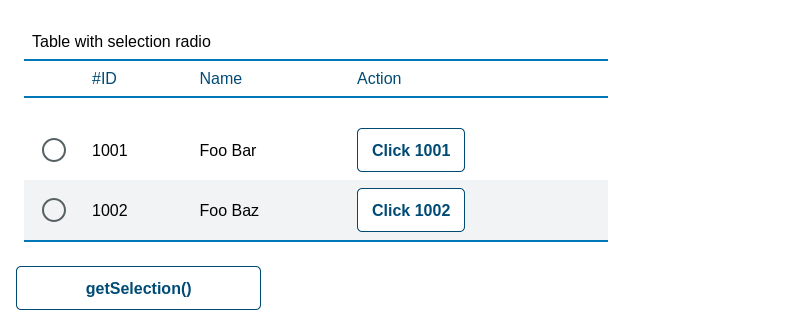 Table with selection radio
#ID Name Action
1001 Foo Bar Click 1001
1002 Foo Baz Click 1002
getSelection()